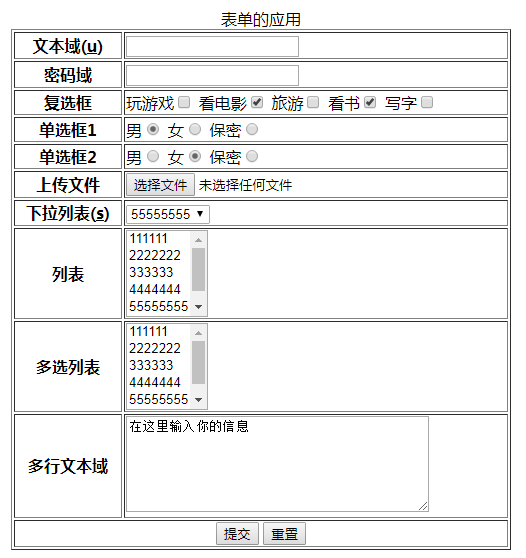 表单的应用
文本域(u)
密码域
复选框 玩游戏 看电影 旅游 看书 写字
单选框1 男 女 保密
单选框2 男 女 保密
上传文件 选择文件 未选择任何文件
下拉列表(s) 55555555
列表
111111
2222222
333333
4444444
55555555
多选列表
111111
2222222
333333
4444444
55555555
多行文本域
在这里输入你的信息
提交 重置